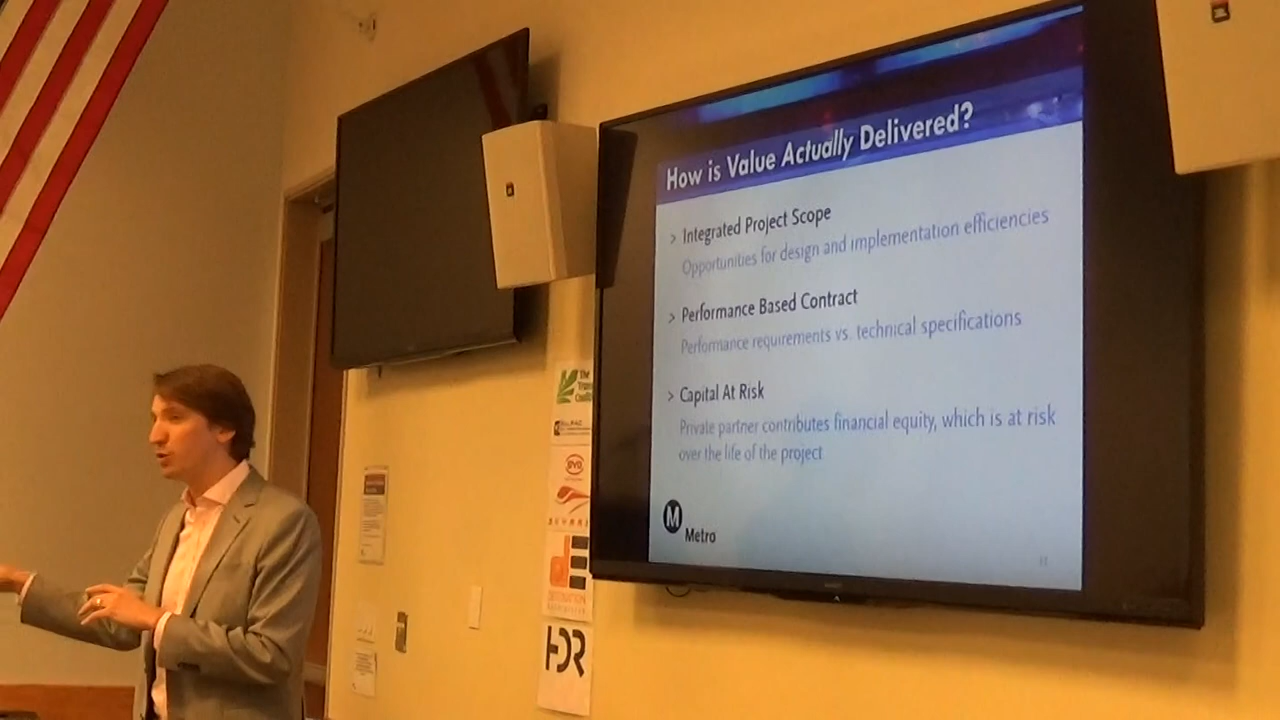 How is Value Actually Delivered?
> Integrated Project Scope
Opportunities for design and implementation efficiencies
> Performance Based Contract
Performance requirements vs. technical specifications
> Capital At Risk
Private partner contributes financial equity, which is at risk
over the life of the project
M
Metro
The
BYD
HDR